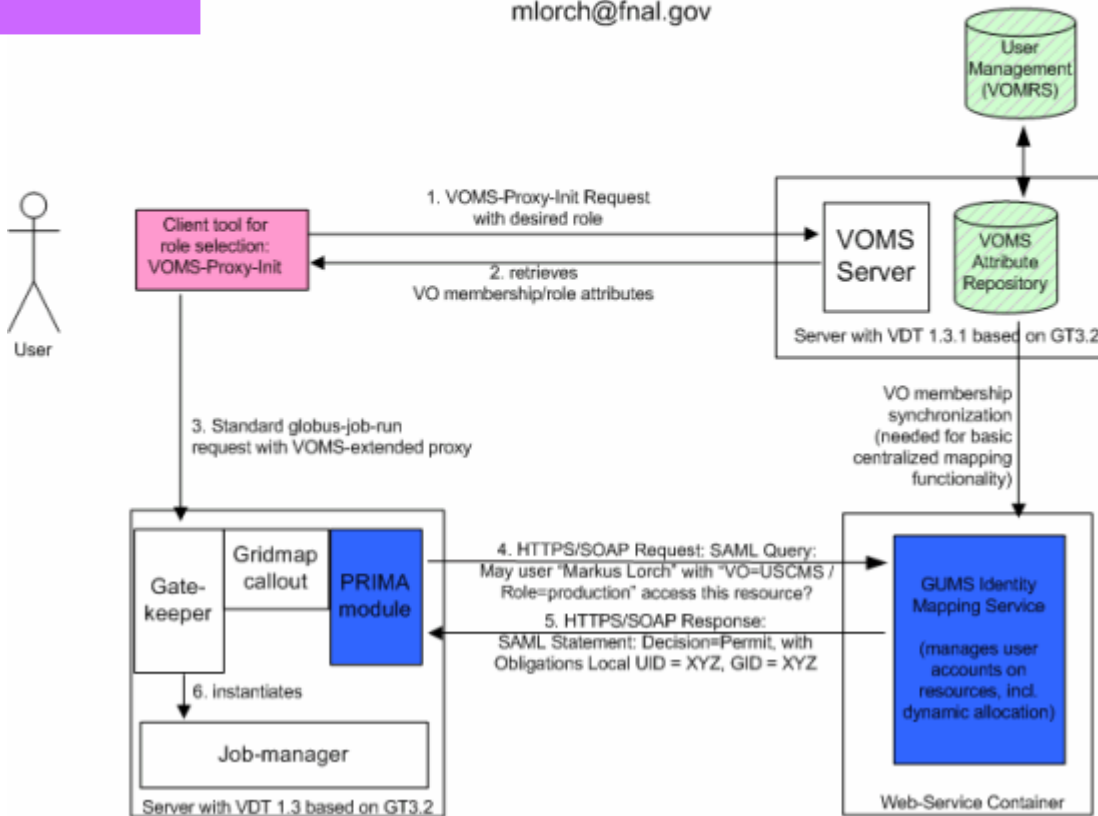 mlorch@fnal.gov
User
Management
(VOMRS)
1. VOMS-Proxy-Init Request
with desired role
Client tool for
role selection:
VOMS-Proxy-Init
2. retrieves
VO membership/role attributes
VOMS
Server
VOMS
Attribute
Repository
Server with VDT 1.3.1 based on GT3.2
User
VO membership
synchronization
(needed for basic
centralized mapping
functionality)
3. Standard globus-job-run
request with VOMS-extended proxy
Gate-
keeper
Gridmap
callout
PRIMA
module
4. HTTPS/SOAP Request: SAML Query:
May user “Markus Lorch” with “VO=USCMS /
Role=production” access this resource?
5. HTTPS/SOAP Response:
SAML Statement: Decision=Permit, with
Obligations Local UID = XYZ, GID = XYZ
GUMS Identity
Mapping Service
(manages user
accounts on
resources, incl.
dynamic allocation)
6. instantiates
Job-manager
Server with VDT 1.3 based on GT3.2
Web-Service Container